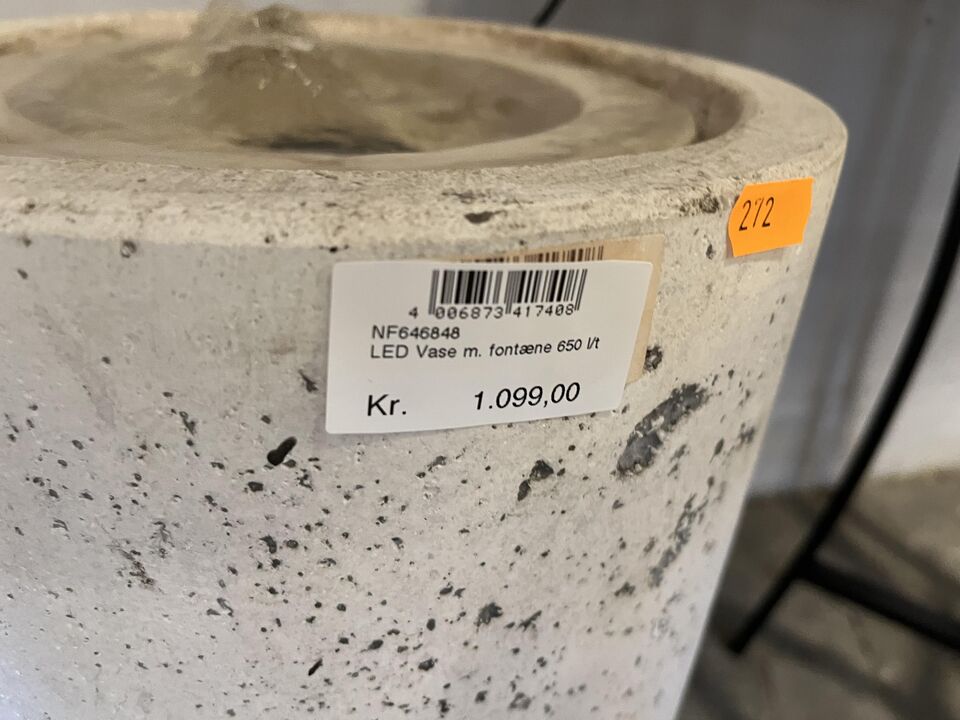 272
4 006873 417408
NF646848
LED Vase m. fontæne 650 l/t
Kr. 1.099,00